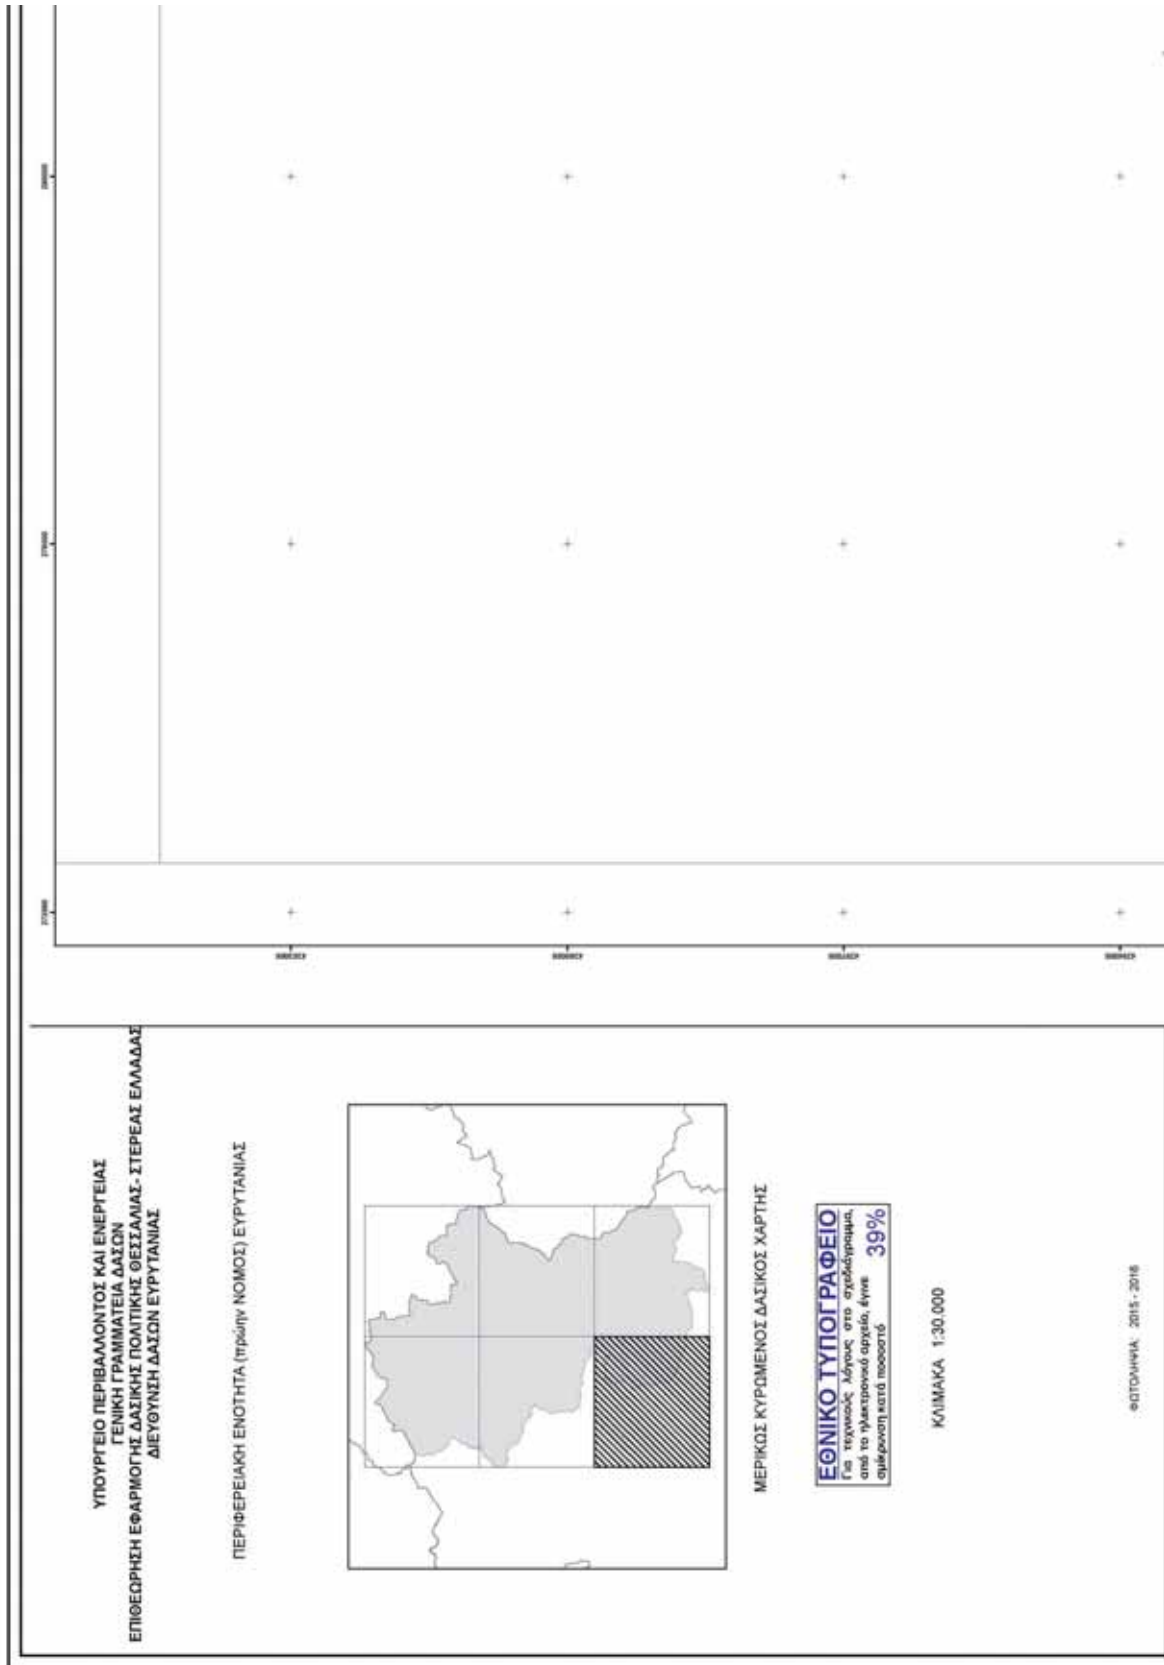 ΥΠΟΥΡΓΕΙΟ ΠΕΡΙΒΑΛΛΟΝΤΟΣ ΚΑΙ ΕΝΕΡΓΕΙΑΣ
ΓΕΝΙΚΗ ΓΡΑΜΜΑΤΕΙΑ ΔΑΣΩΝ
ΕΠΙΘΕΩΡΗΣΗ ΕΦΑΡΜΟΓΗΣ ΔΑΣΙΚΗΣ ΠΟΛΙΤΙΚΗΣ ΘΕΣΣΑΛΙΑΣ- ΣΤΕΡΕΑΣ ΕΛΛΑΔΑΣ
ΔΙΕΥΘΥΝΣΗ ΔΑΣΩΝ ΕΥΡΥΤΑΝΙΑΣ
ΠΕΡΙΦΕΡΕΙΑΚΗ ΕΝΟΤΗΤΑ (πρώην ΝΟΜΟΣ) ΕΥΡΥΤΑΝΙΑΣ
ΜΕΡΙΚΩΣ ΚΥΡΩΜΕΝΟΣ ΔΑΣΙΚΟΣ ΧΑΡΤΗΣ
ΕΘΝΙΚΟ ΤΥΠΟΓΡΑΦΕΙΟ
Για τεχνικούς λόγους στο σχεδιάγραμμα,
από το ηλεκτρονικό αρχείο, έγινε
σμίκρυνση κατά ποσοστό 39%
ΚΛΙΜΑΚΑ 1:30.000
ΦΩΤΟΛΗΨΙΑ: 2015 - 2016